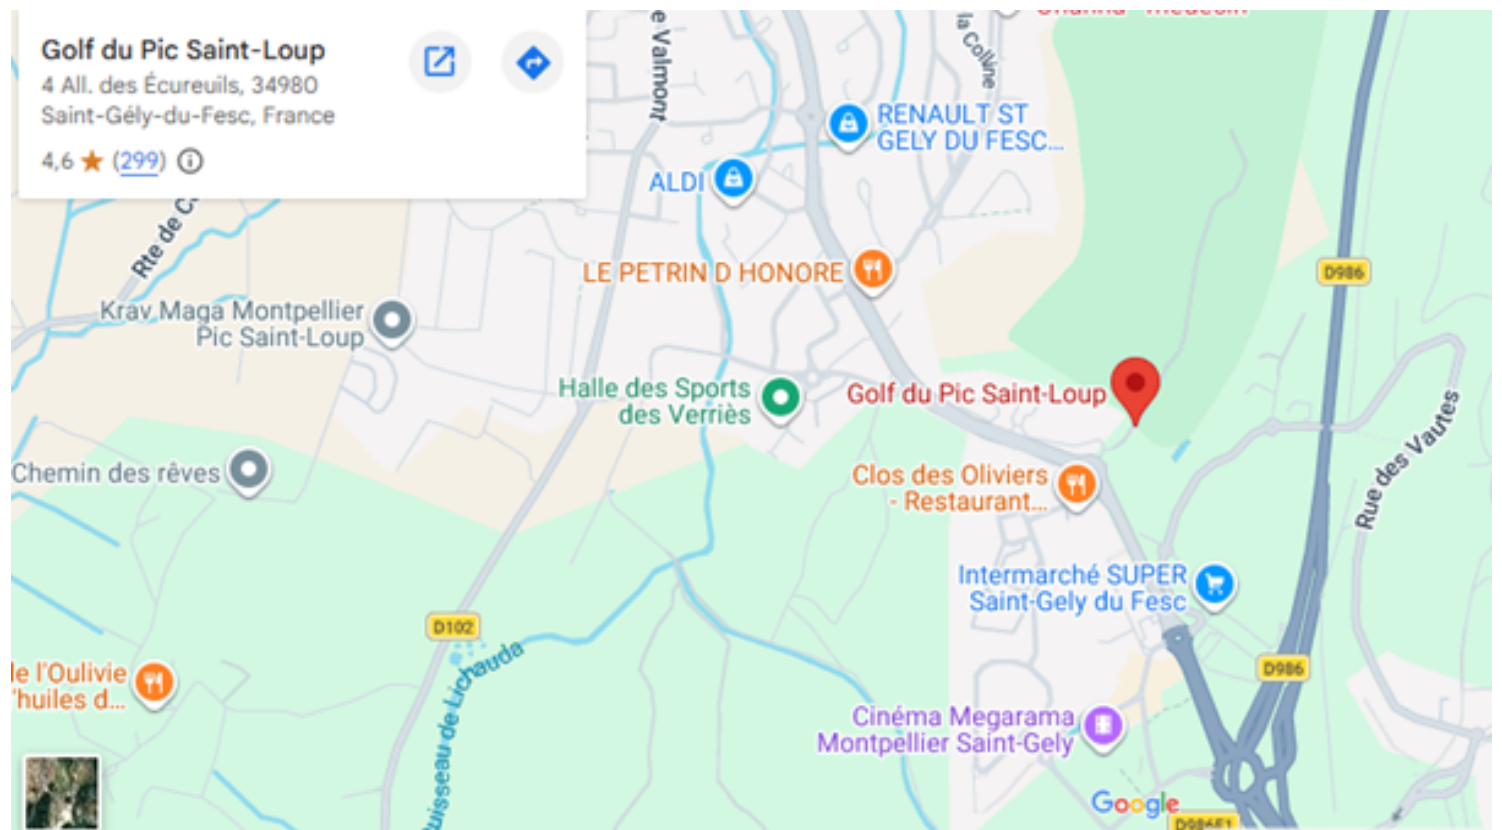 Golf du Pic Saint-Loup
4 All. des Écureuils, 34980
Saint-Gély-du-Fesc, France
4,6 ★ (299)
e Valmont
la Colline
RENAULT ST
GELY DU FESC...
ALDI
Rte de C
LE PETRIN D HONORE
D986
Krav Maga Montpellier
Pic Saint-Loup
Halle des Sports
des Verriès
Golf du Pic Saint-Loup
Rue des Vautes
Chemin des rêves
Clos des Oliviers
- Restaurant...
Intermarché SUPER
Saint-Gely du Fesc
D102
uisseau de Lichauda
D986
le l'Oulivie
'huiles d...
Cinéma Megarama
Montpellier Saint-Gely
Google
D986E1